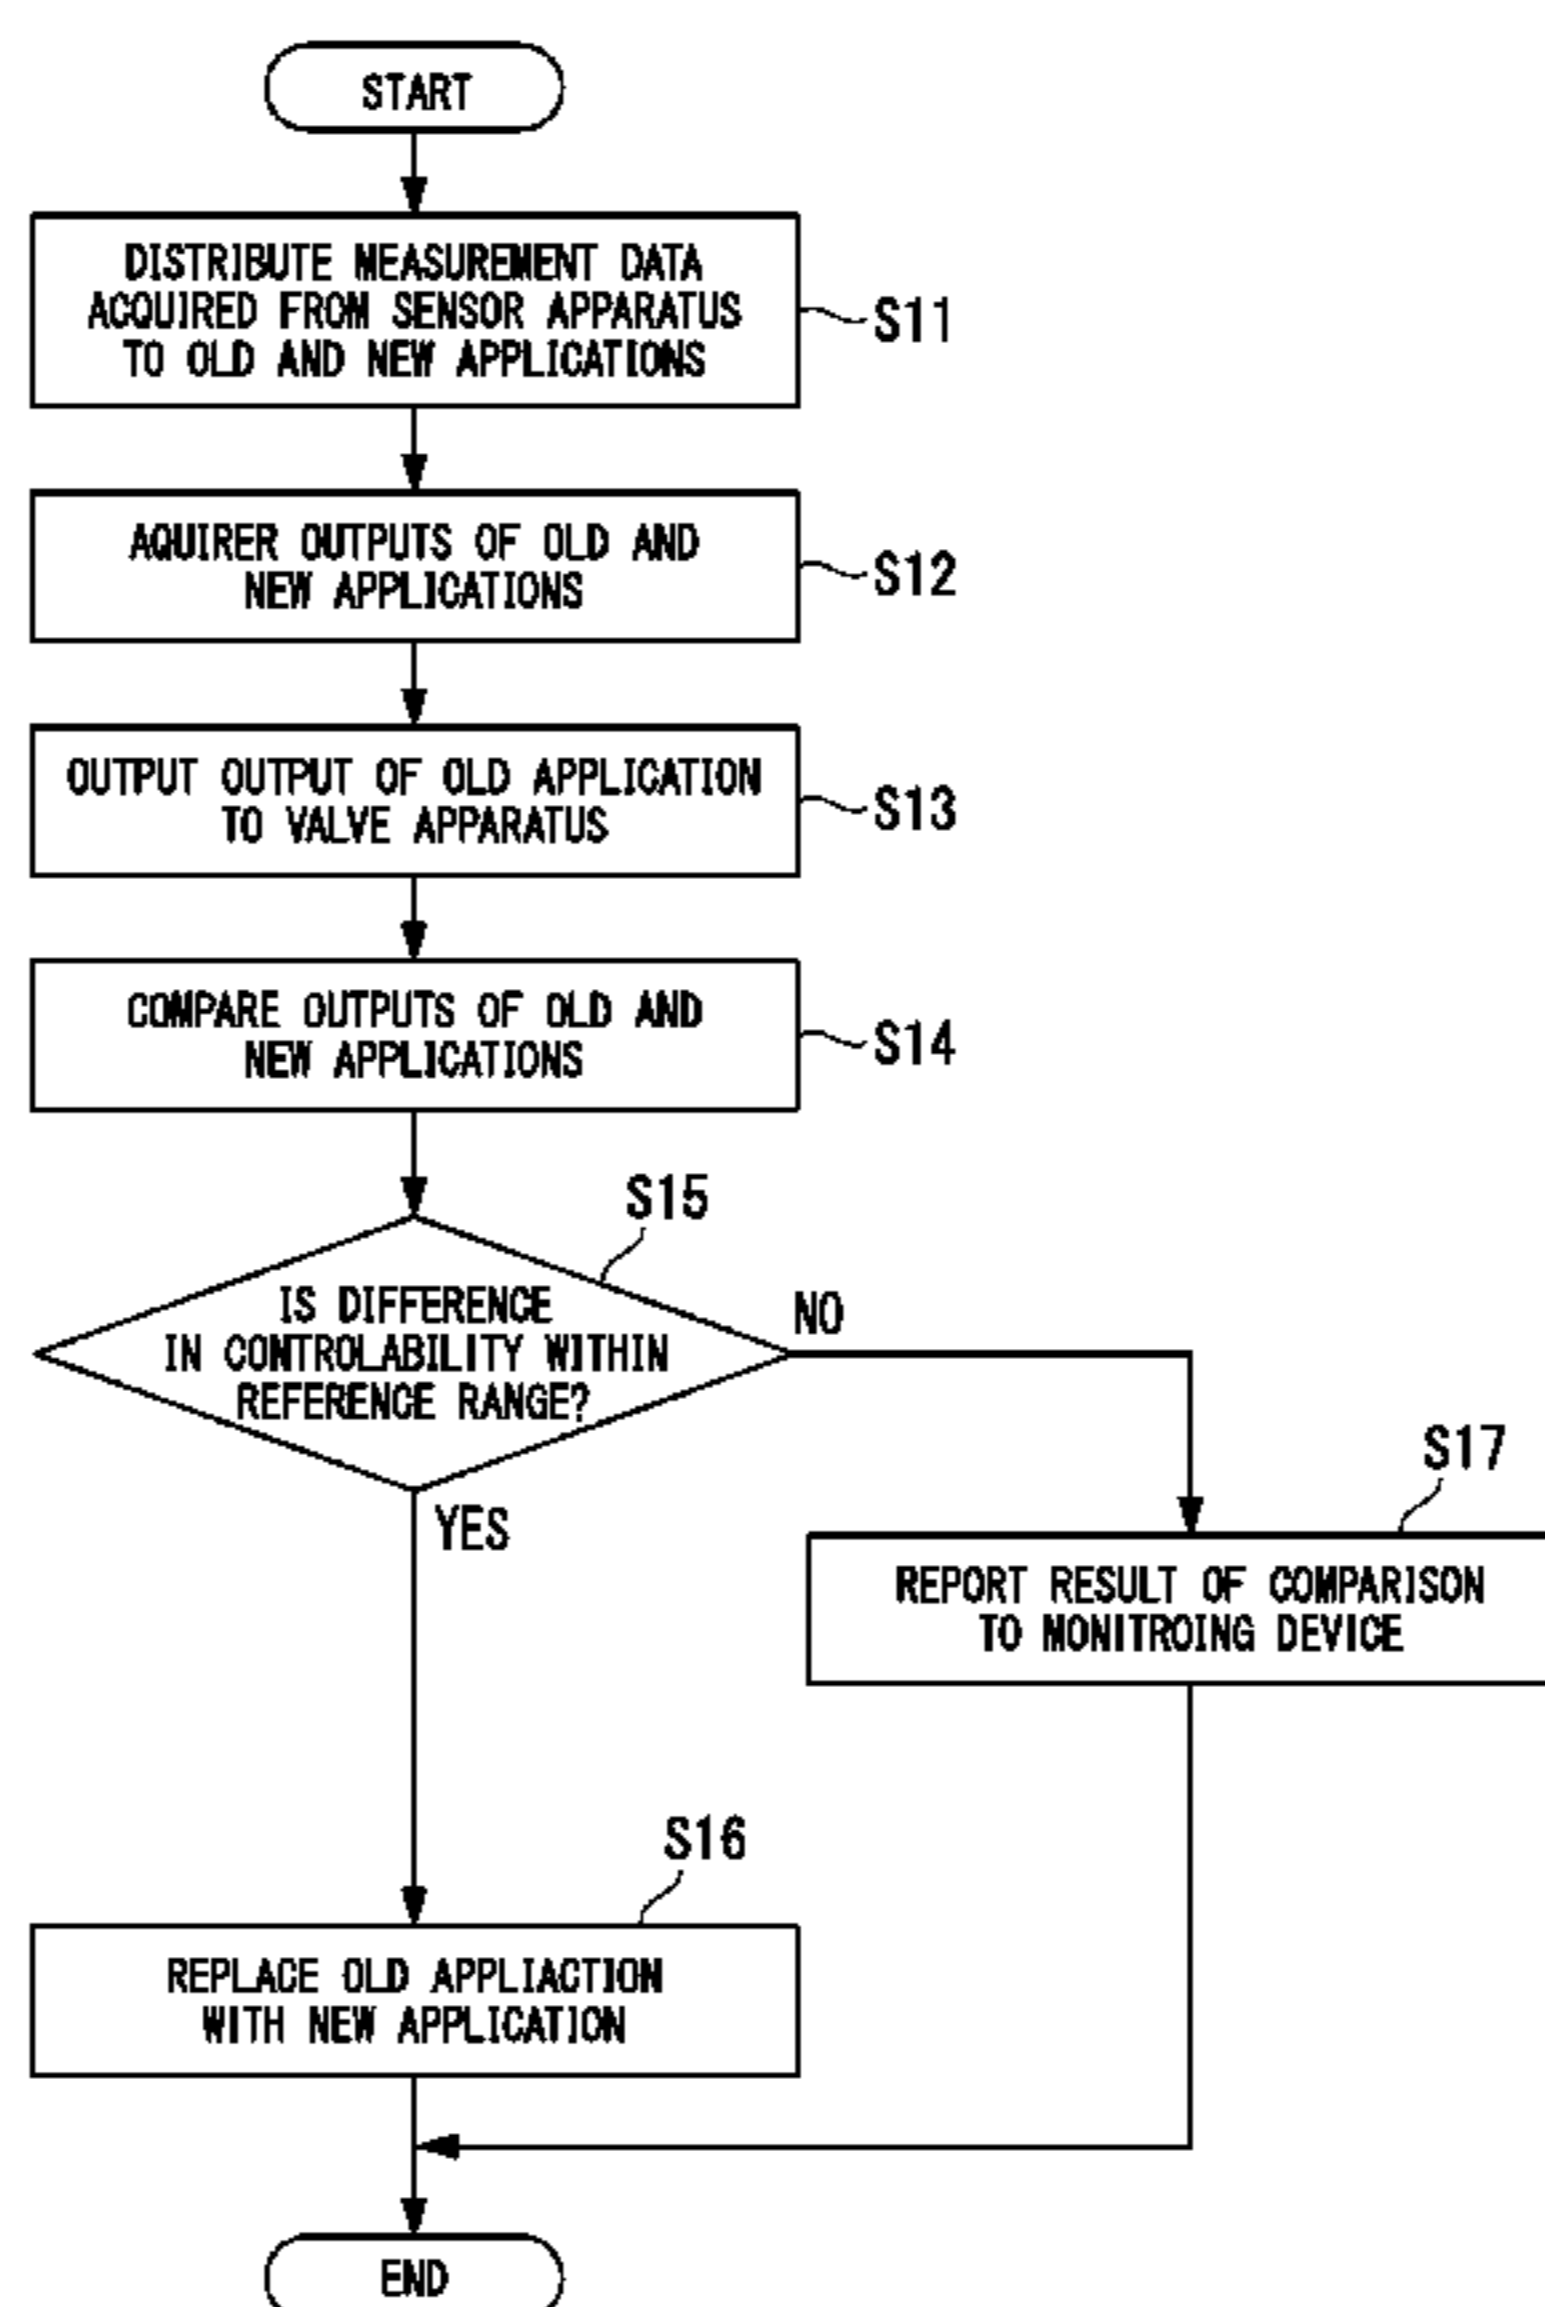 START
DISTRIBUTE MEASUREMENT DATA
ACQUIRED FROM SENSOR APPARATUS
TO OLD AND NEW APPLICATIONS
S11
AQUIRER OUTPUTS OF OLD AND
NEW APPLICATIONS
S12
OUTPUT OUTPUT OF OLD APPLICATION
TO VALVE APPARATUS
S13
COMPARE OUTPUTS OF OLD AND
NEW APPLICATIONS
S14
S15
IS DIFFERENCE
IN CONTROLABILITY WITHIN
REFERENCE RANGE?
NO
YES
S17
REPORT RESULT OF COMPARISON
TO MONITROING DEVICE
S16
REPLACE OLD APPLIACTION
WITH NEW APPLICATION
END